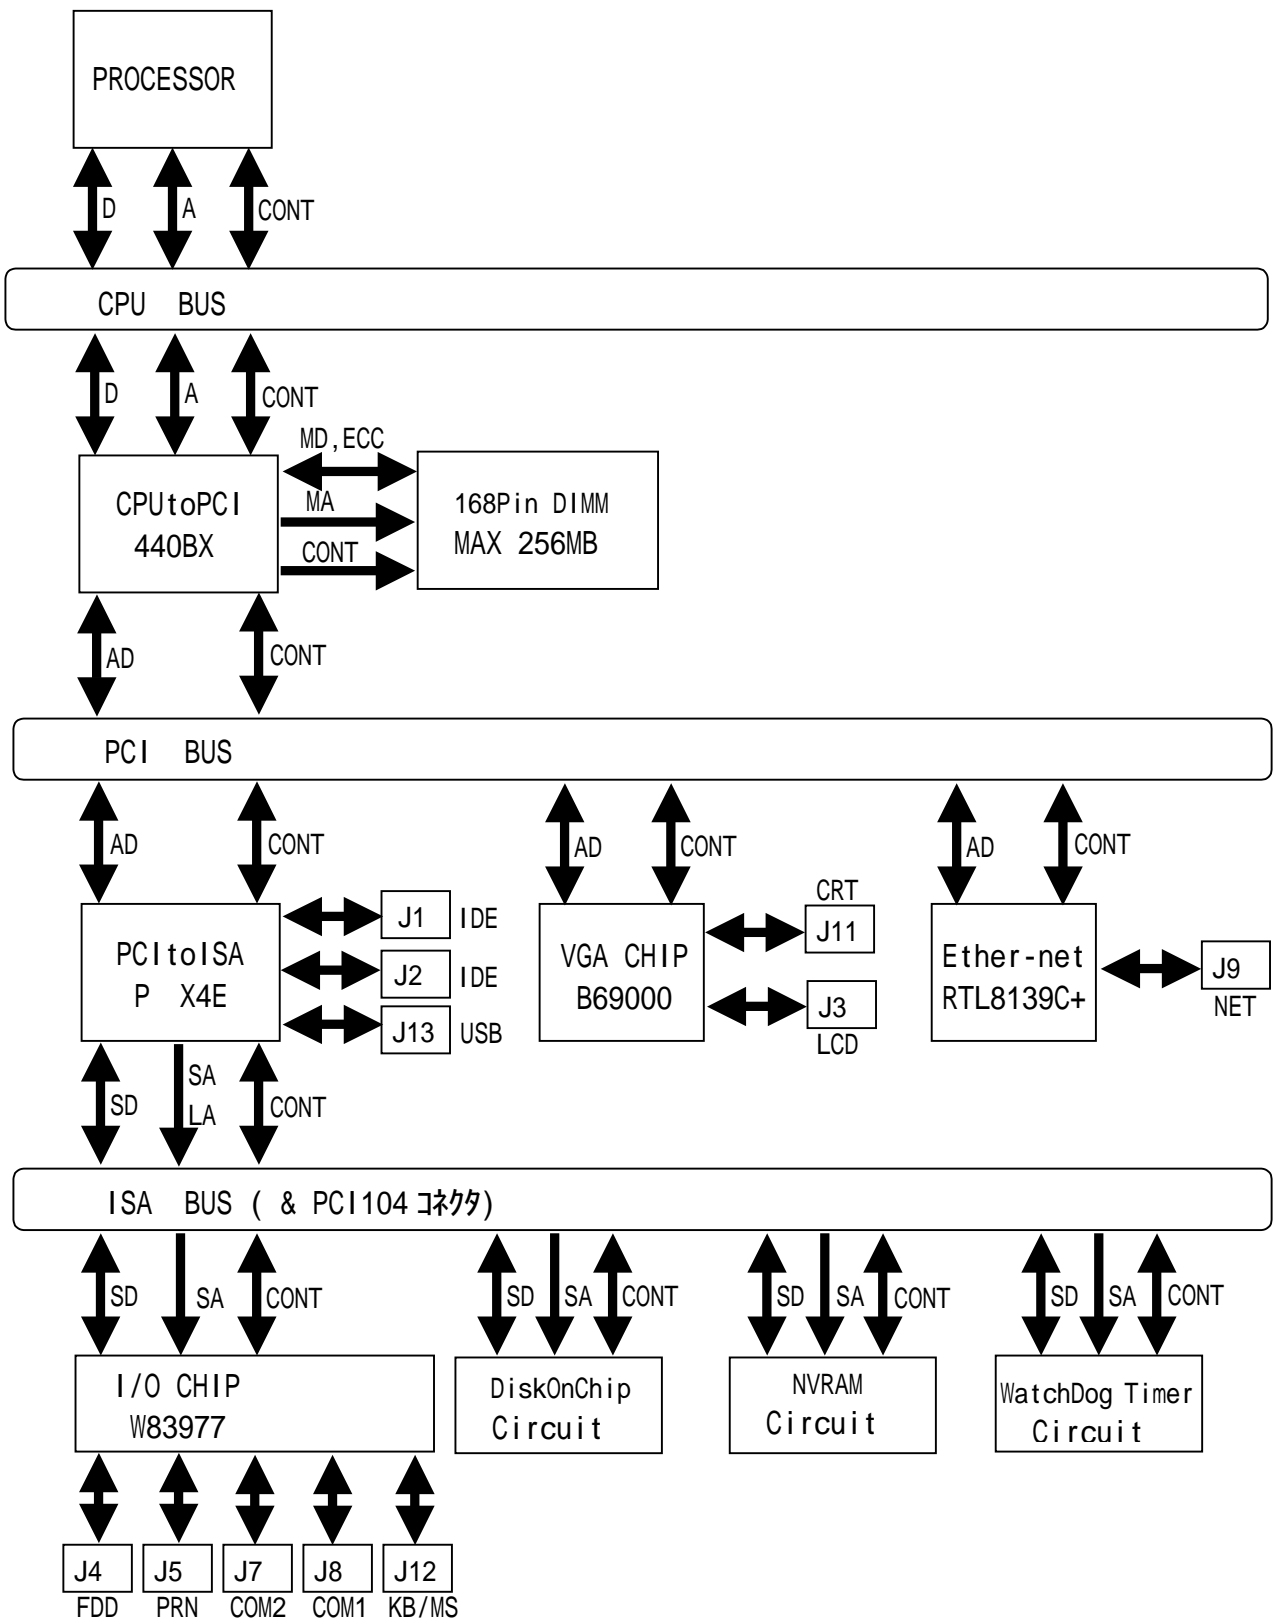 PROCESSOR
D
A
CONT
CPU BUS
D
A
CONT
MD,ECC
CPUtoPCI
440BX
MA
CONT
168Pin DIMM
MAX 256MB
AD
CONT
PCI BUS
AD
CONT
AD
CONT
AD
CONT
PCItoISA
P X4E
J1 IDE
J2 IDE
J13 USB
VGA CHIP
B69000
CRT
J11
J3
LCD
Ether-net
RTL8139C+
J9
NET
SD
SA
LA
CONT
ISA BUS ( & PCI104 ｺﾈｸﾀ)
SD
SA
CONT
SD
SA
CONT
SD
SA
CONT
SD
SA
CONT
I/O CHIP
W83977
DiskOnChip
Circuit
NVRAM
Circuit
WatchDog Timer
Circuit
J4
J5
J7
J8
J12
FDD
PRN
COM2
COM1
KB/MS